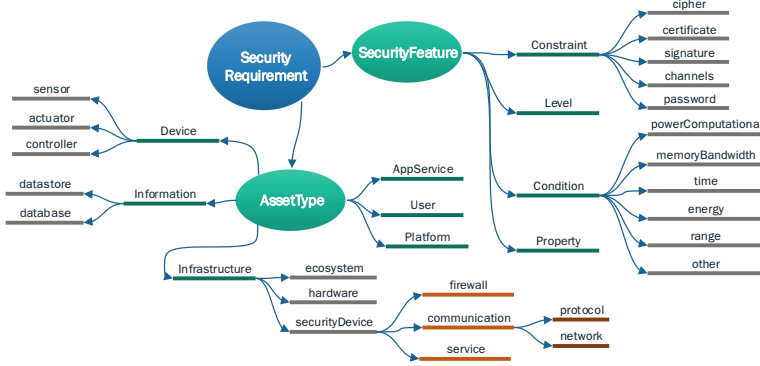 Security
Requirement
SecurityFeature
Constraint
cipher
certificate
signature
channels
password
Level
Condition
powerComputationa
memoryBandwidth
time
energy
range
other
Property
AssetType
Device
sensor
actuator
controller
Information
datastore
database
AppService
User
Platform
Infrastructure
ecosystem
hardware
securityDevice
firewall
communication
protocol
network
service